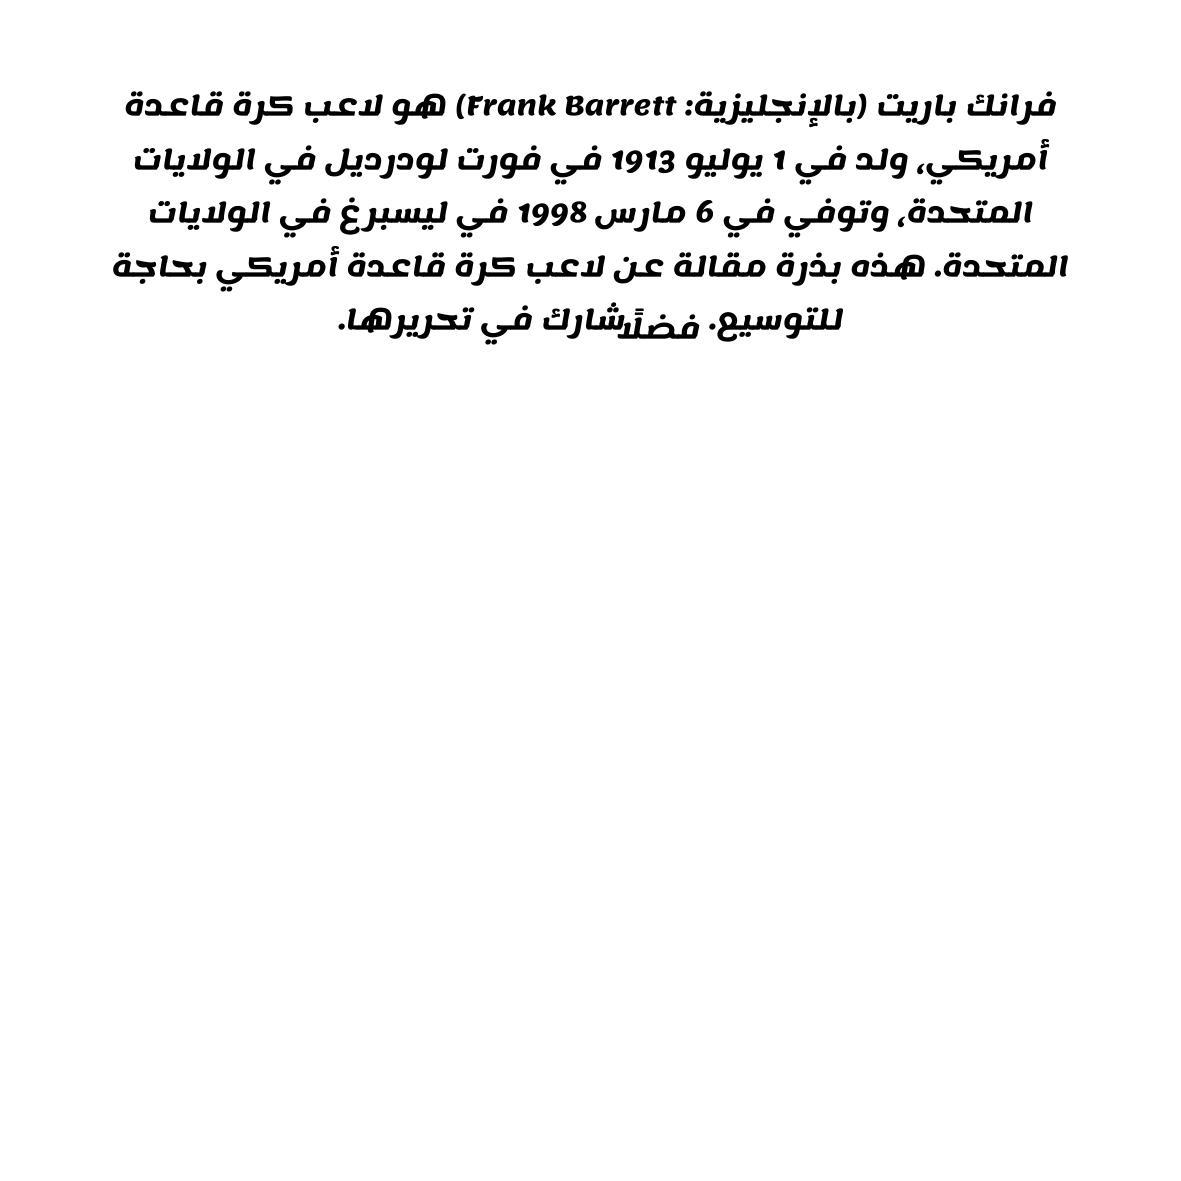 فرانك باريت (بالإنجليزية: Frank Barrett) هو لاعب كرة قاعدة
أمريكي، ولد في 1 يوليو 1913 في فورت لودرديل في الولايات
المتحدة، وتوفي في 6 مارس 1998 في ليسبرغ في الولايات
المتحدة. هذه بذرة مقالة عن لاعب كرة قاعدة أمريكي بحاجة
للتوسيع. فضلًا شارك في تحريرها.